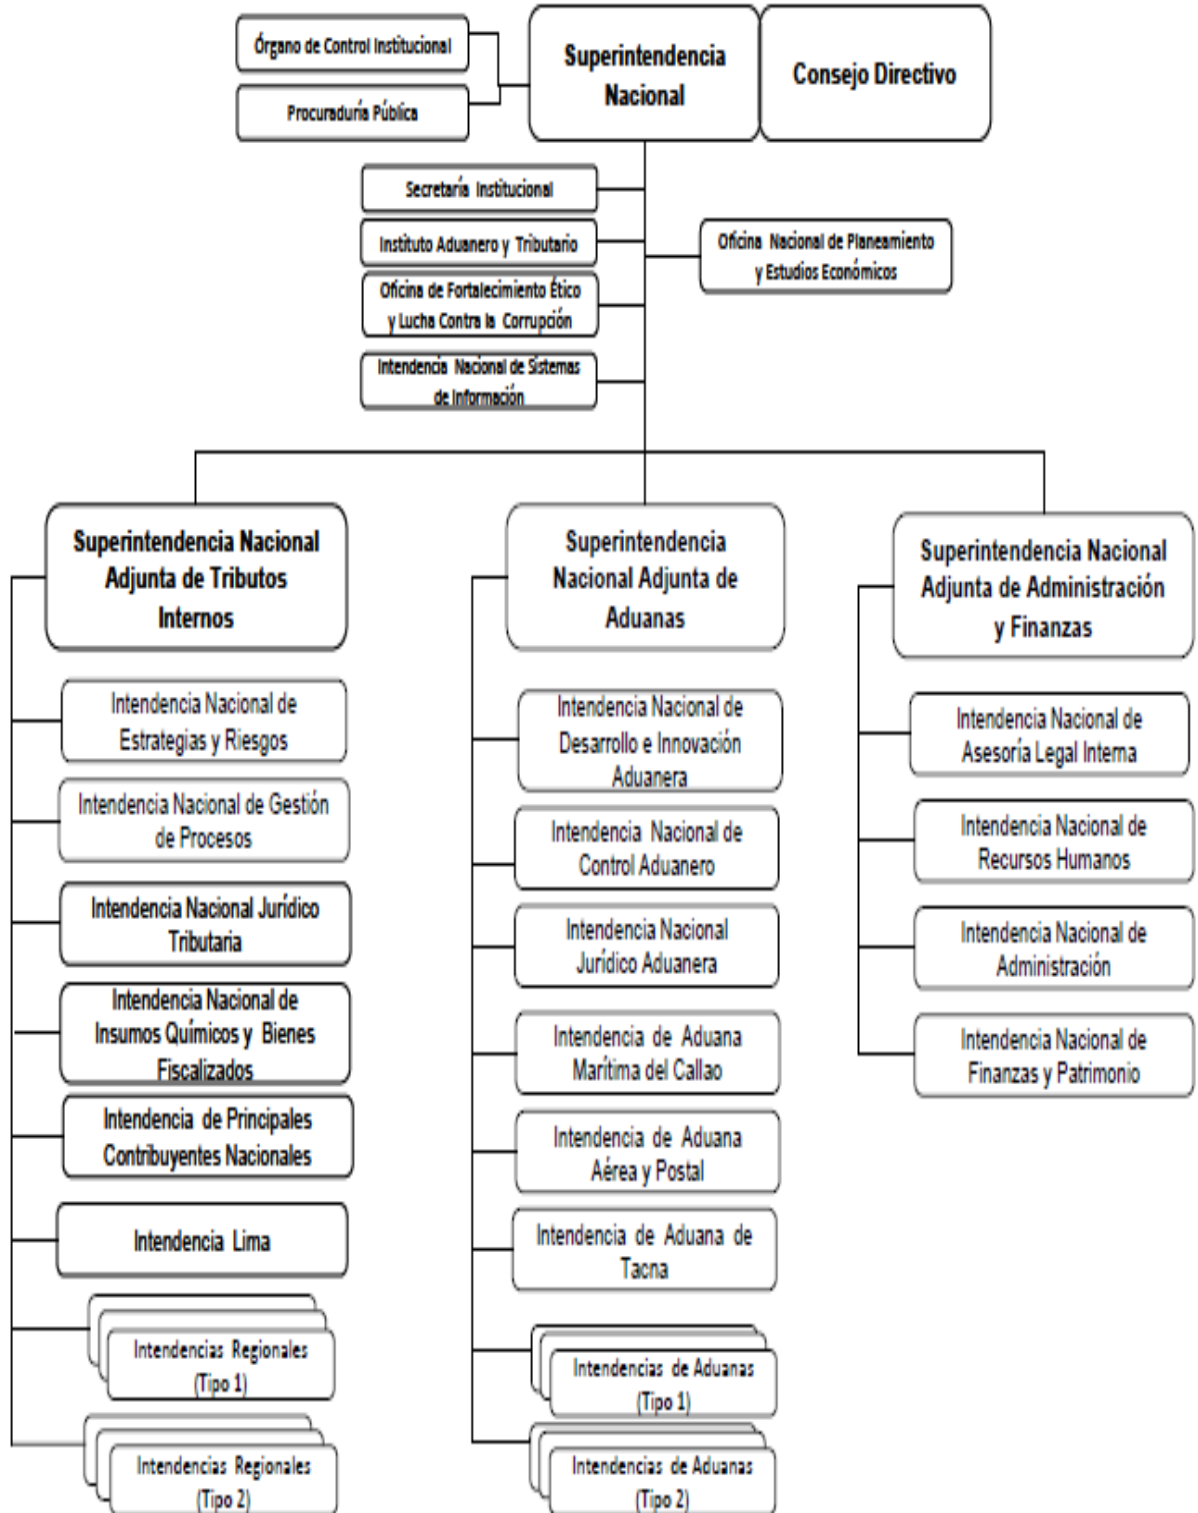 Órgano de Control Institucional
Procuraduría Pública
Superintendencia
Nacional
Consejo Directivo
Secretaría Institucional
Instituto Aduanero y Tributario
Oficina de Fortalecimiento Ético
y Lucha Contra la Corrupción
Intendencia Nacional de Sistemas
de Información
Oficina Nacional de Planeamiento
y Estudios Económicos
Superintendencia Nacional
Adjunta de Tributos
Internos
Intendencia Nacional de
Estrategias y Riesgos
Intendencia Nacional de Gestión
de Procesos
Intendencia Nacional Jurídico
Tributaria
Intendencia Nacional de
Insumos Químicos y Bienes
Fiscalizados
Intendencia de Principales
Contribuyentes Nacionales
Intendencia Lima
Intendencias Regionales
(Tipo 1)
Intendencias Regionales
(Tipo 2)
Superintendencia
Nacional Adjunta de
Aduanas
Intendencia Nacional de
Desarrollo e Innovación
Aduanera
Intendencia Nacional de
Control Aduanero
Intendencia Nacional
Jurídico Aduanera
Intendencia de Aduana
Marítima del Callao
Intendencia de Aduana
Aérea y Postal
Intendencia de Aduana de
Tacna
Intendencias de Aduanas
(Tipo 1)
Intendencias de Aduanas
(Tipo 2)
Superintendencia Nacional
Adjunta de Administración
y Finanzas
Intendencia Nacional de
Asesoría Legal Interna
Intendencia Nacional de
Recursos Humanos
Intendencia Nacional de
Administración
Intendencia Nacional de
Finanzas y Patrimonio